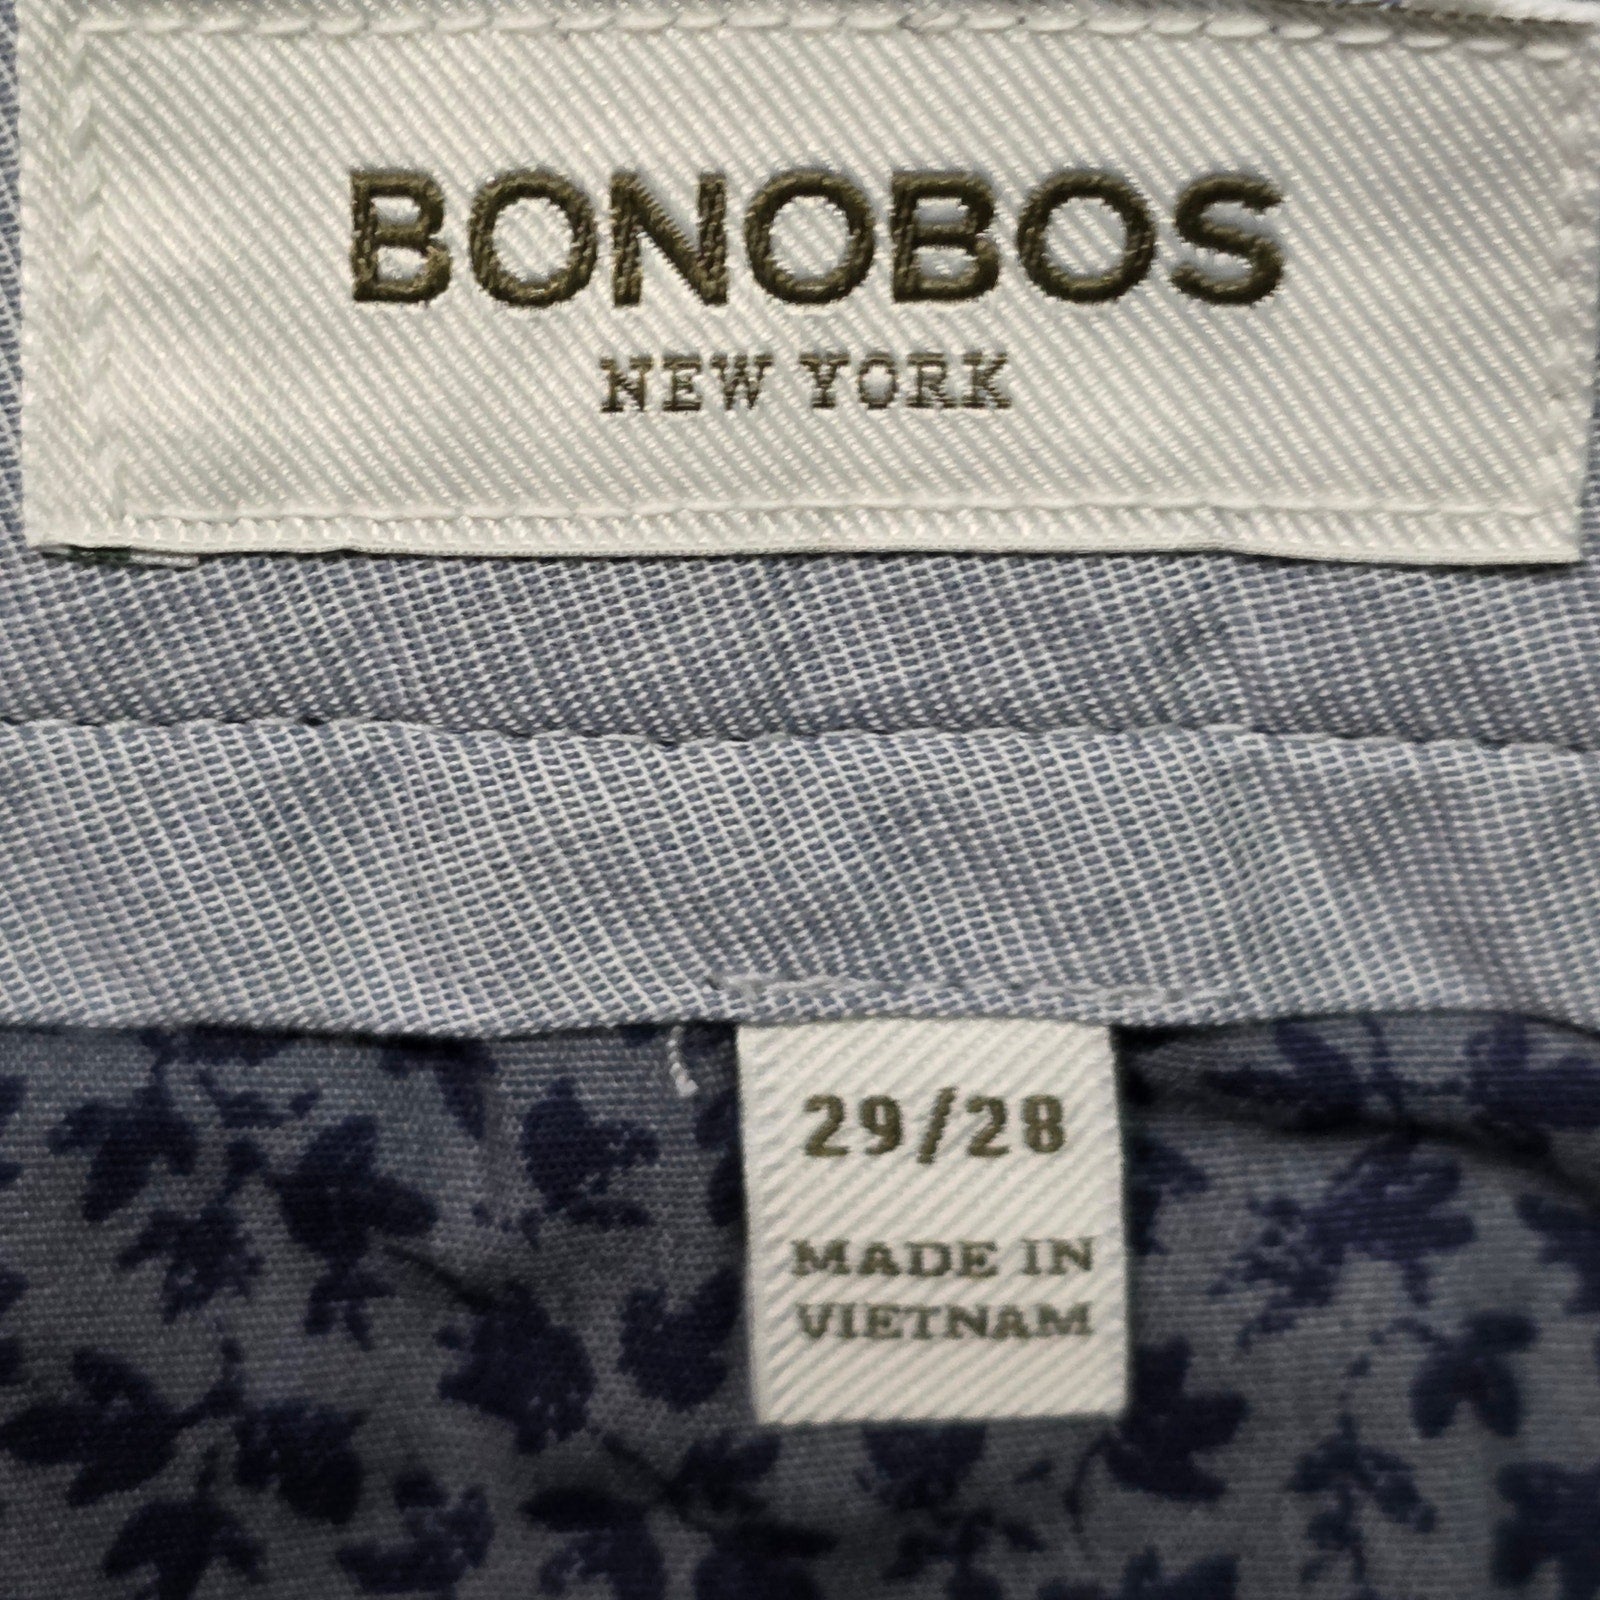 BONOBOS
NEW YORK
29/28
MADE IN
VIETNAM